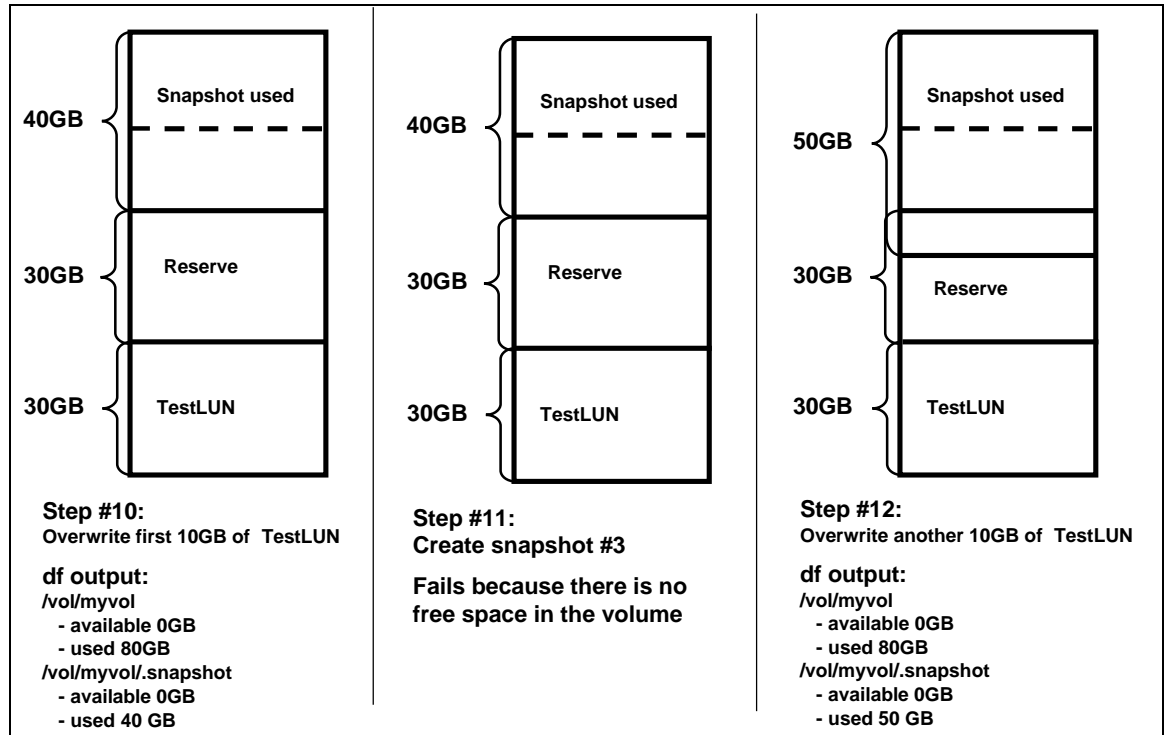 40GB
Snapshot used
30GB
Reserve
30GB
TestLUN
Step #10:
Overwrite first 10GB of TestLUN
df output:
/vol/myvol
- available 0GB
- used 80GB
/vol/myvol/.snapshot
- available 0GB
- used 40 GB
40GB
Snapshot used
30GB
Reserve
30GB
TestLUN
Step #11:
Create snapshot #3
Fails because there is no
free space in the volume
50GB
Snapshot used
30GB
Reserve
30GB
TestLUN
Step #12:
Overwrite another 10GB of TestLUN
df output:
/vol/myvol
- available 0GB
- used 80GB
/vol/myvol/.snapshot
- available 0GB
- used 50 GB